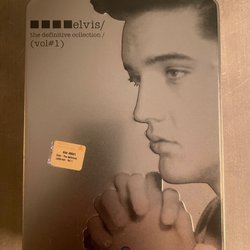 elvis/
the definitive collection /
(vol#1)